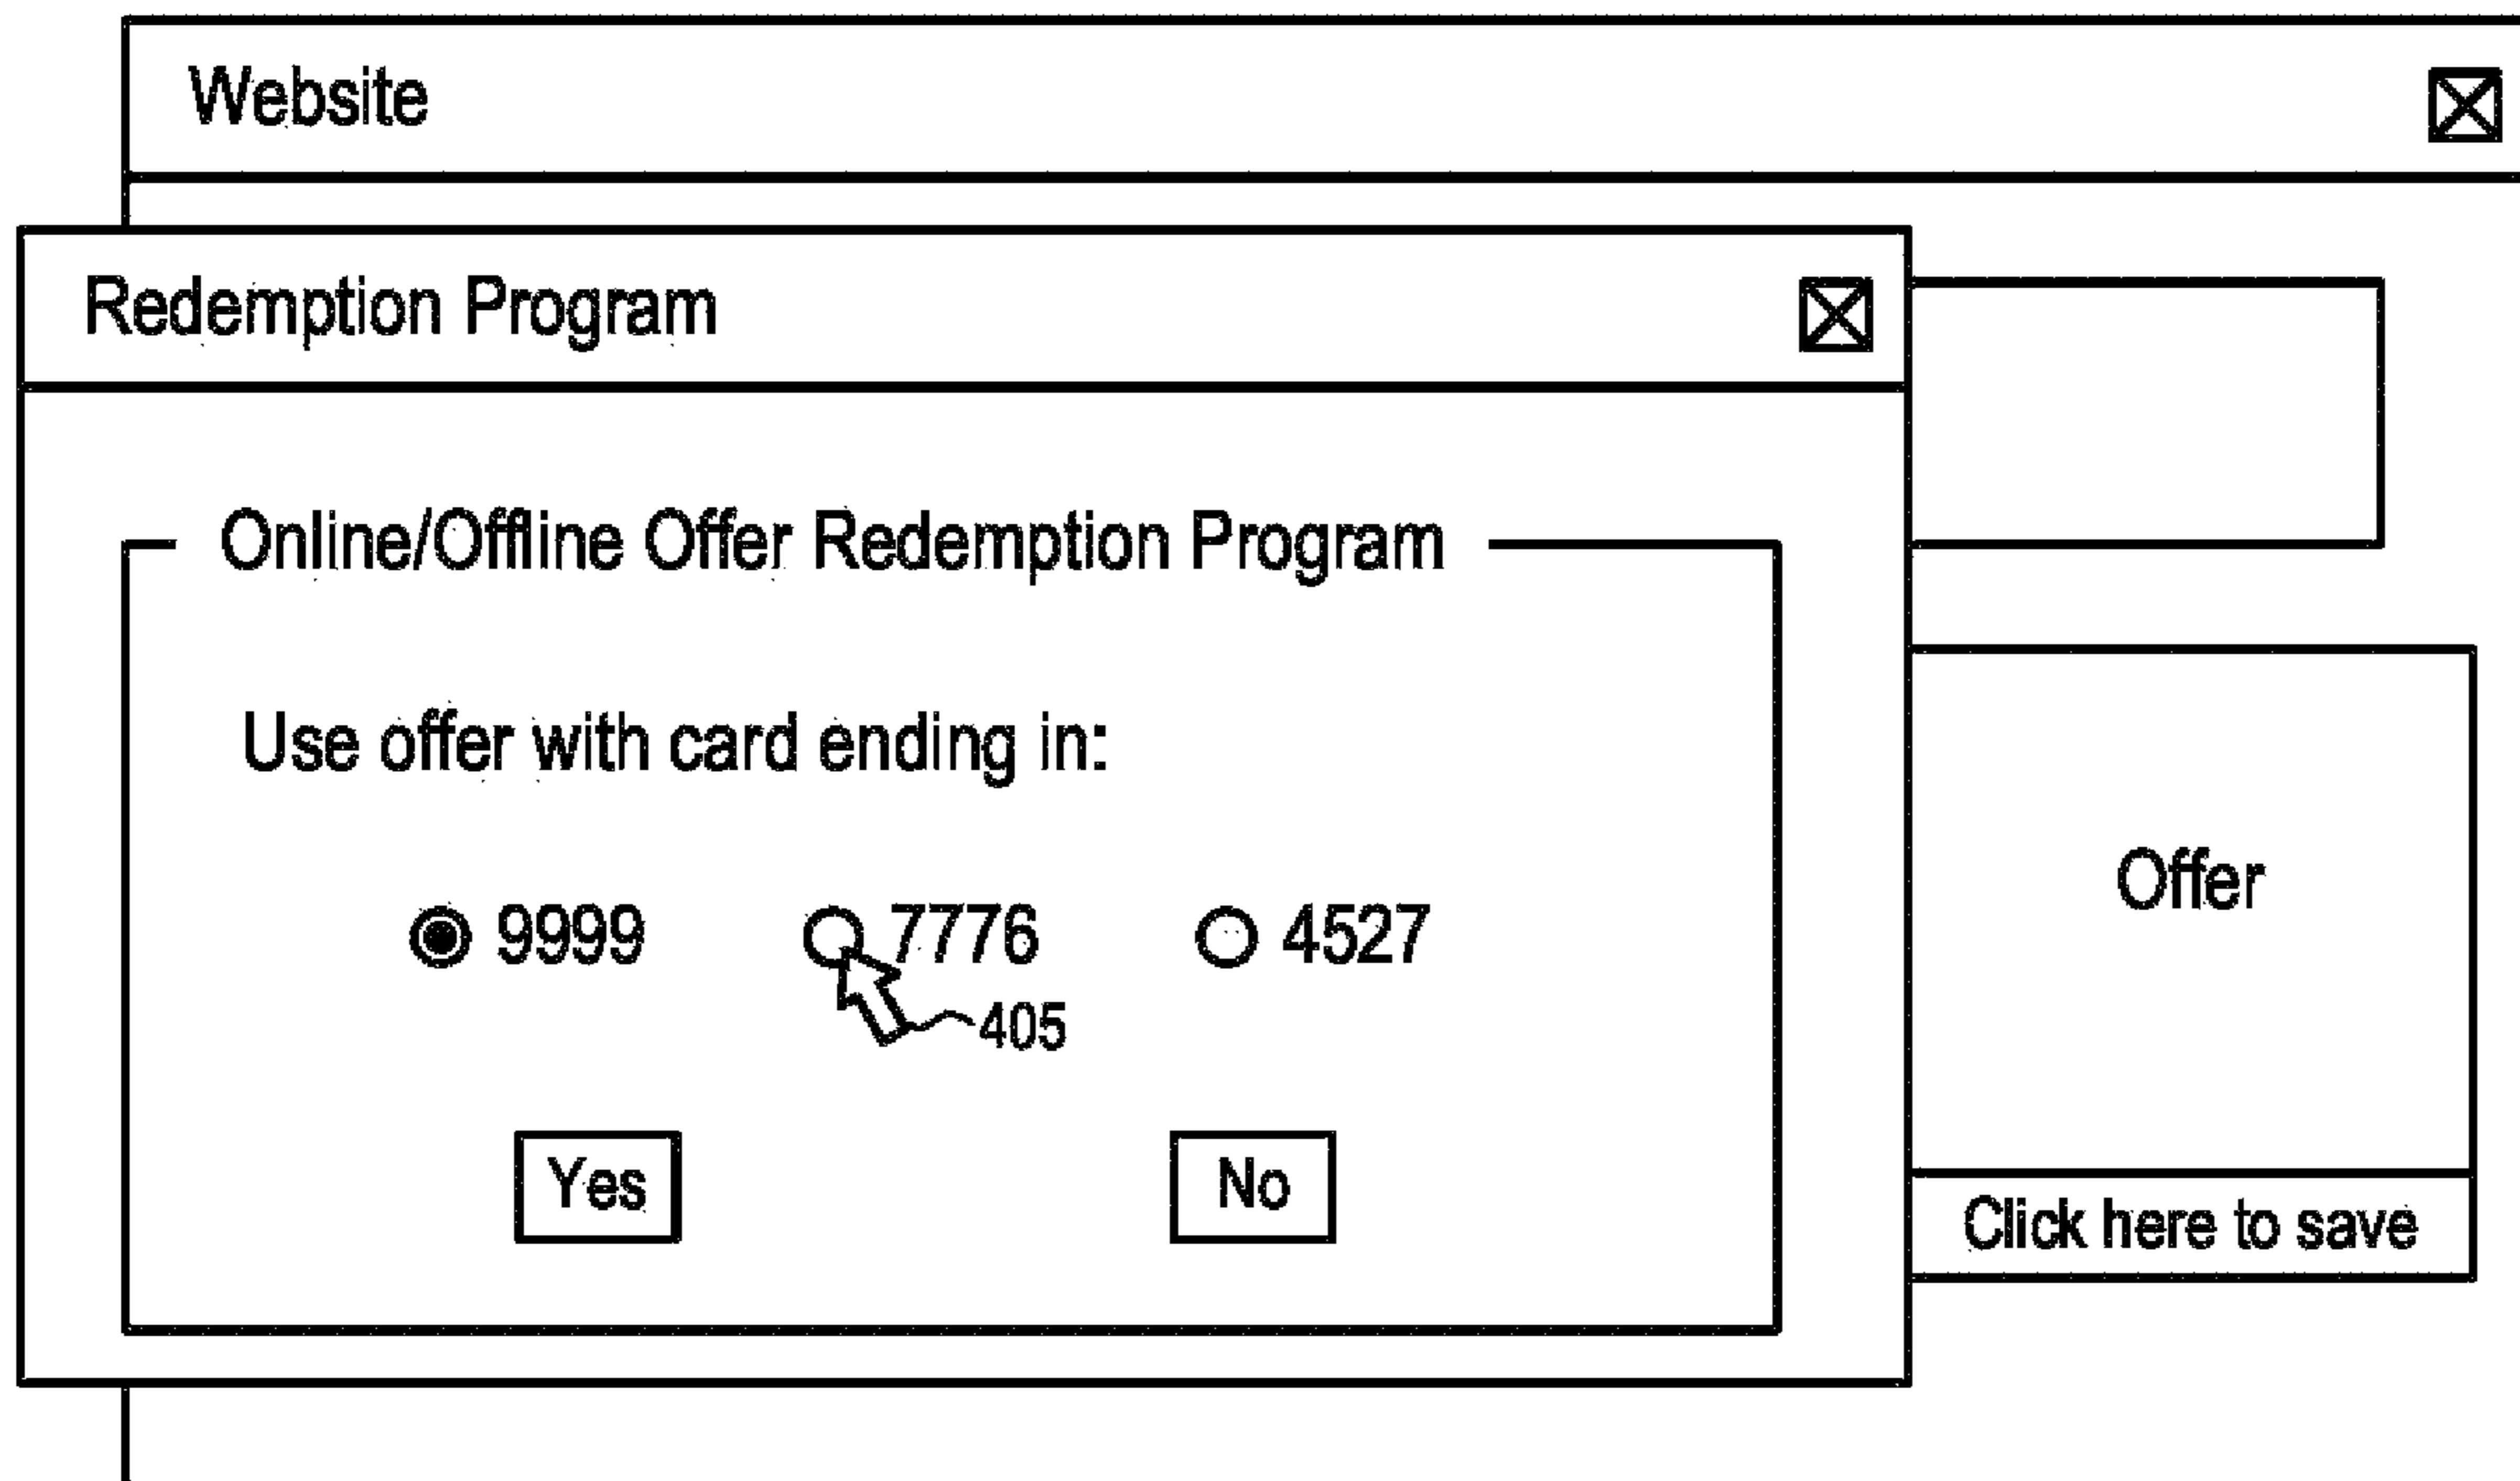 Website
Redemption Program
Online/Offline Offer Redemption Program
Use offer with card ending in:
9999 7776 4527
405
Yes No
Offer
Click here to save